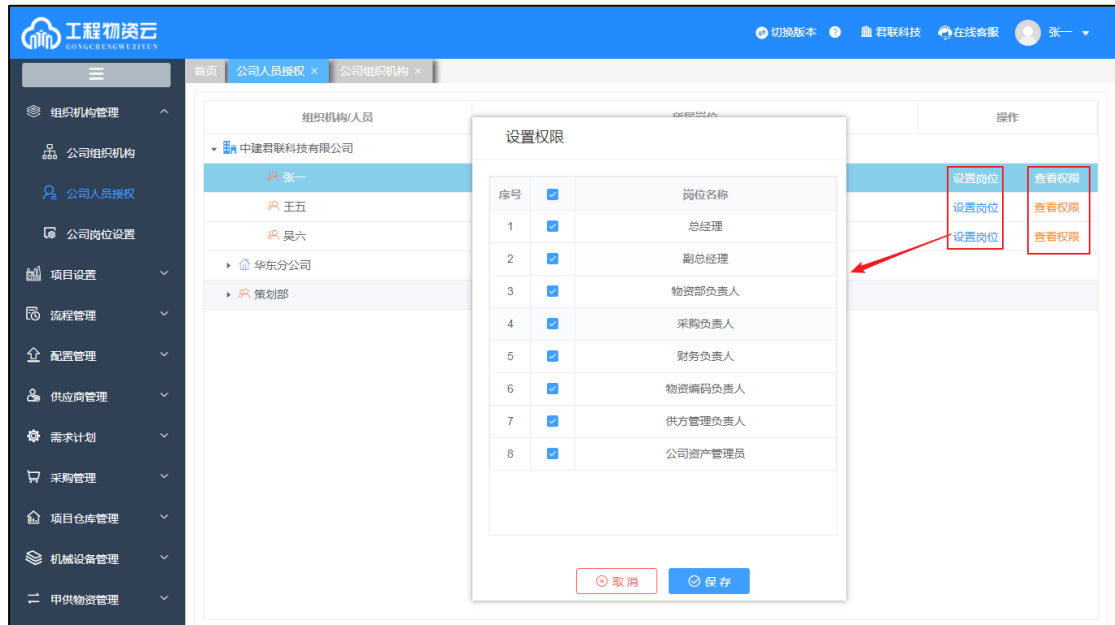 工程物资云
GONGCHENGWUZIYUN
切换版本 君联科技 在线客服 张一
首页 公司人员授权 × 公司组织机构 ×
组织机构管理
公司组织机构
公司人员授权
公司岗位设置
项目设置
流程管理
配置管理
供应商管理
需求计划
采购管理
项目仓库管理
机械设备管理
甲供物资管理
组织机构/人员 所属岗位 操作
中建君联科技有限公司
张一 设置岗位 查看权限
王五 设置岗位 查看权限
吴六 设置岗位 查看权限
华东分公司
策划部
设置权限
序号 岗位名称
1 总经理
2 副总经理
3 物资部负责人
4 采购负责人
5 财务负责人
6 物资编码负责人
7 供方管理负责人
8 公司资产管理员
取消 保存